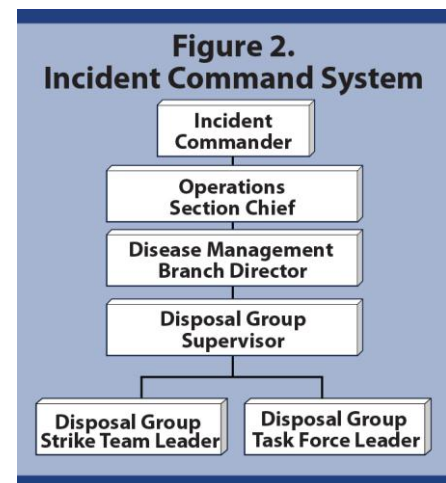 Figure 2.
Incident Command System
Incident
Commander
Operations
Section Chief
Disease Management
Branch Director
Disposal Group
Supervisor
Disposal Group
Strike Team Leader
Disposal Group
Task Force Leader